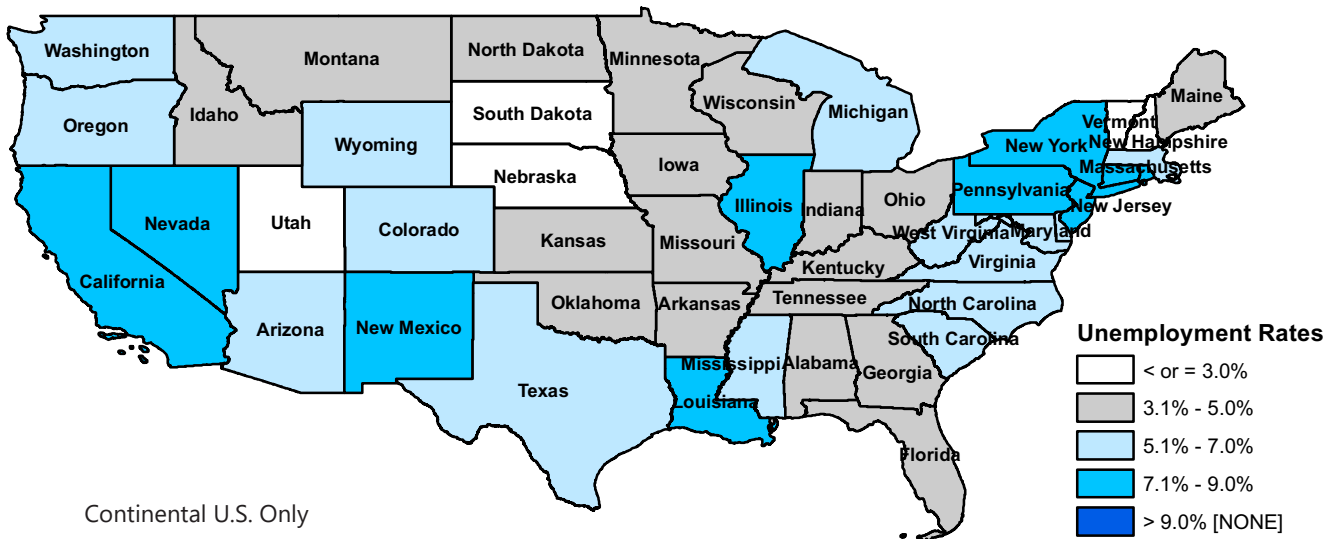 Washington
Montana
North Dakota
Minnesota
Idaho
Oregon
Wyoming
South Dakota
Wisconsin
Michigan
Maine
Vermont
New Hampshire
New York
Massachusetts
Nebraska
Iowa
Pennsylvania
New Jersey
Nevada
Utah
Colorado
Kansas
Missouri
Illinois
Indiana
Ohio
West Virginia
Maryland
Virginia
California
Kentucky
Arizona
New Mexico
Oklahoma
Arkansas
Tennessee
North Carolina
South Carolina
Texas
Louisiana
Mississippi
Alabama
Georgia
Florida
Unemployment Rates
< or = 3.0%
3.1% - 5.0%
5.1% - 7.0%
7.1% - 9.0%
> 9.0% [NONE]
Continental U.S. Only